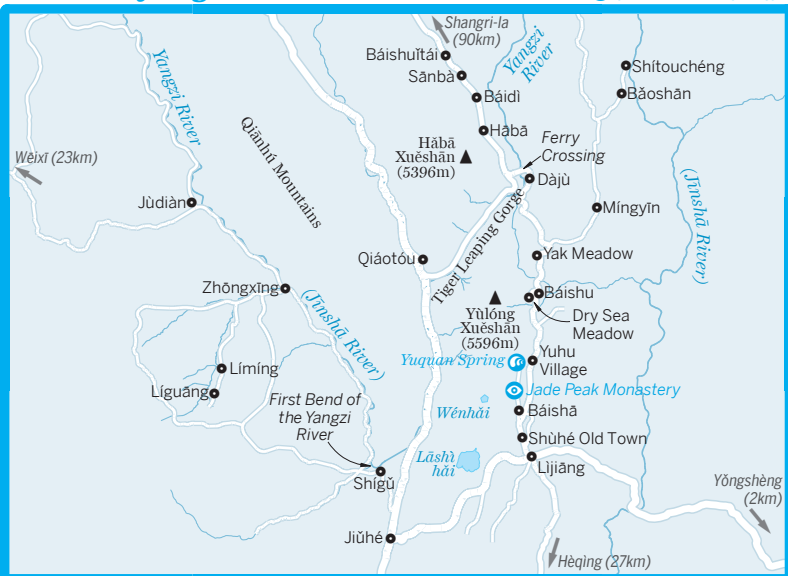 Shangri-la
(90km)
Báishuǐtái
Sānbà
Báidì
Hābā
Yangzi
River
Shítouchéng
Bǎoshān
Yangzi River
Qiānhú Mountains
Hābā
Xuěshān
(5396m)
Ferry
Crossing
Dàjù
Wéixī (23km)
Jùdiàn
Míngyīn
(Jīnshā River)
Qiáotóu
Tiger Leaping Gorge
Yak Meadow
Zhōngxīng
(Jīnshā River)
Báishu
Dry Sea
Meadow
Yùlóng
Xuěshān
(5596m)
Yuquan Spring
Yuhu
Village
Límíng
Líguāng
Jade Peak Monastery
First Bend of
the Yangzi
River
Wénhǎi
Báishā
Shùhé Old Town
Lāshì
hǎi
Lìjiāng
Shígǔ
Yǒngshèng
(2km)
Jiǔhé
Hèqìng (27km)